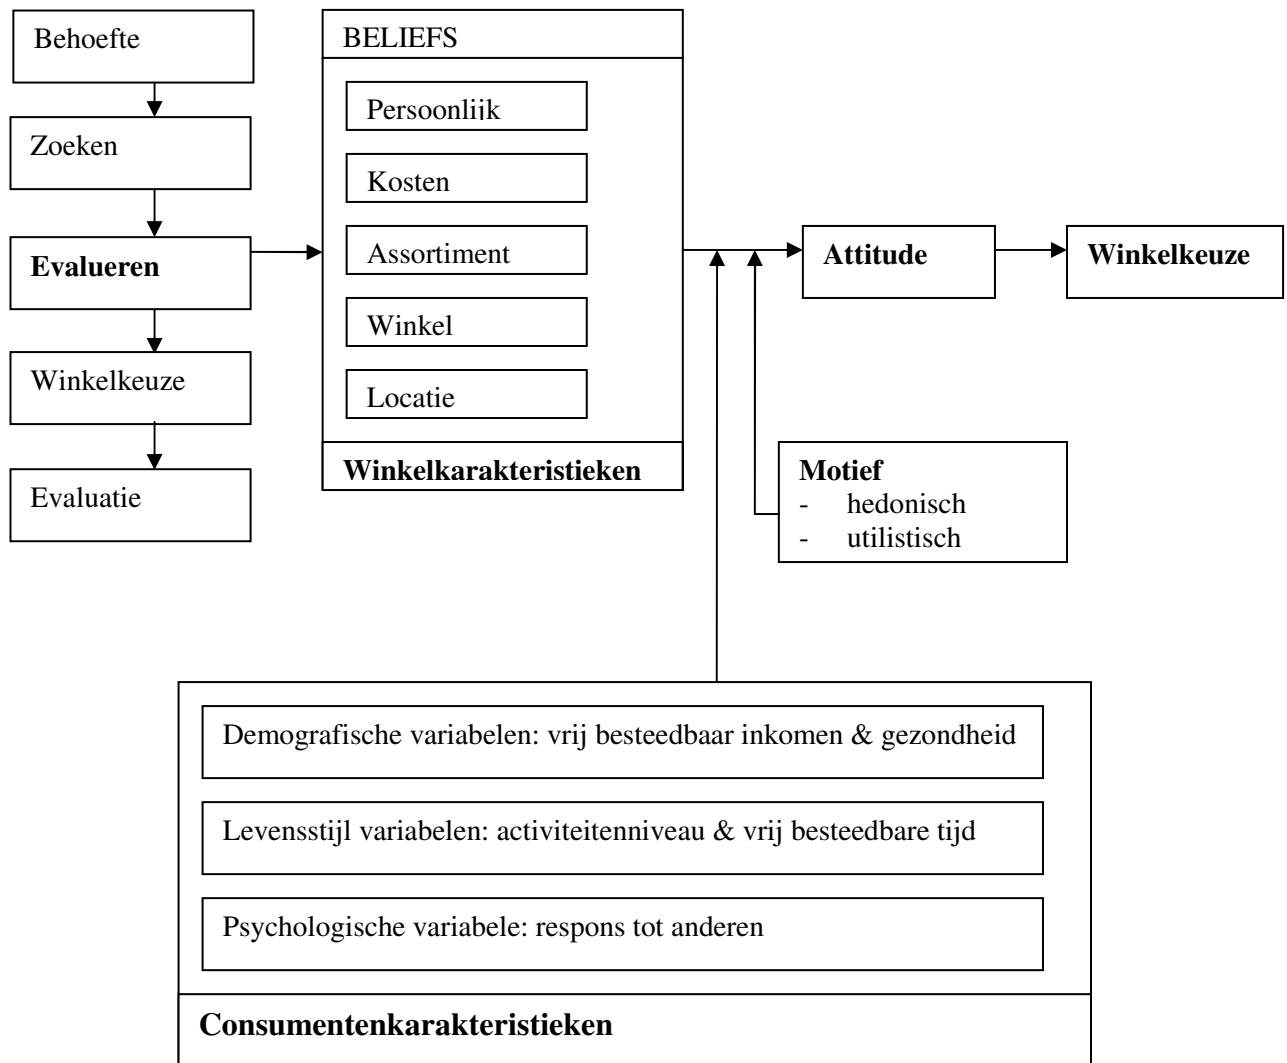 Behoefte
Zoeken
Evalueren
Winkelkeuze
Evaluatie
BELIEFS
Persoonlijk
Kosten
Assortiment
Winkel
Locatie
Winkelkarakteristieken
Attitude
Winkelkeuze
Motief
- hedonisch
- utilistisch
Demografische variabelen: vrij besteedbaar inkomen & gezondheid
Levensstijl variabelen: activiteitenniveau & vrij besteedbare tijd
Psychologische variabele: respons tot anderen
Consumentenkarakteristieken